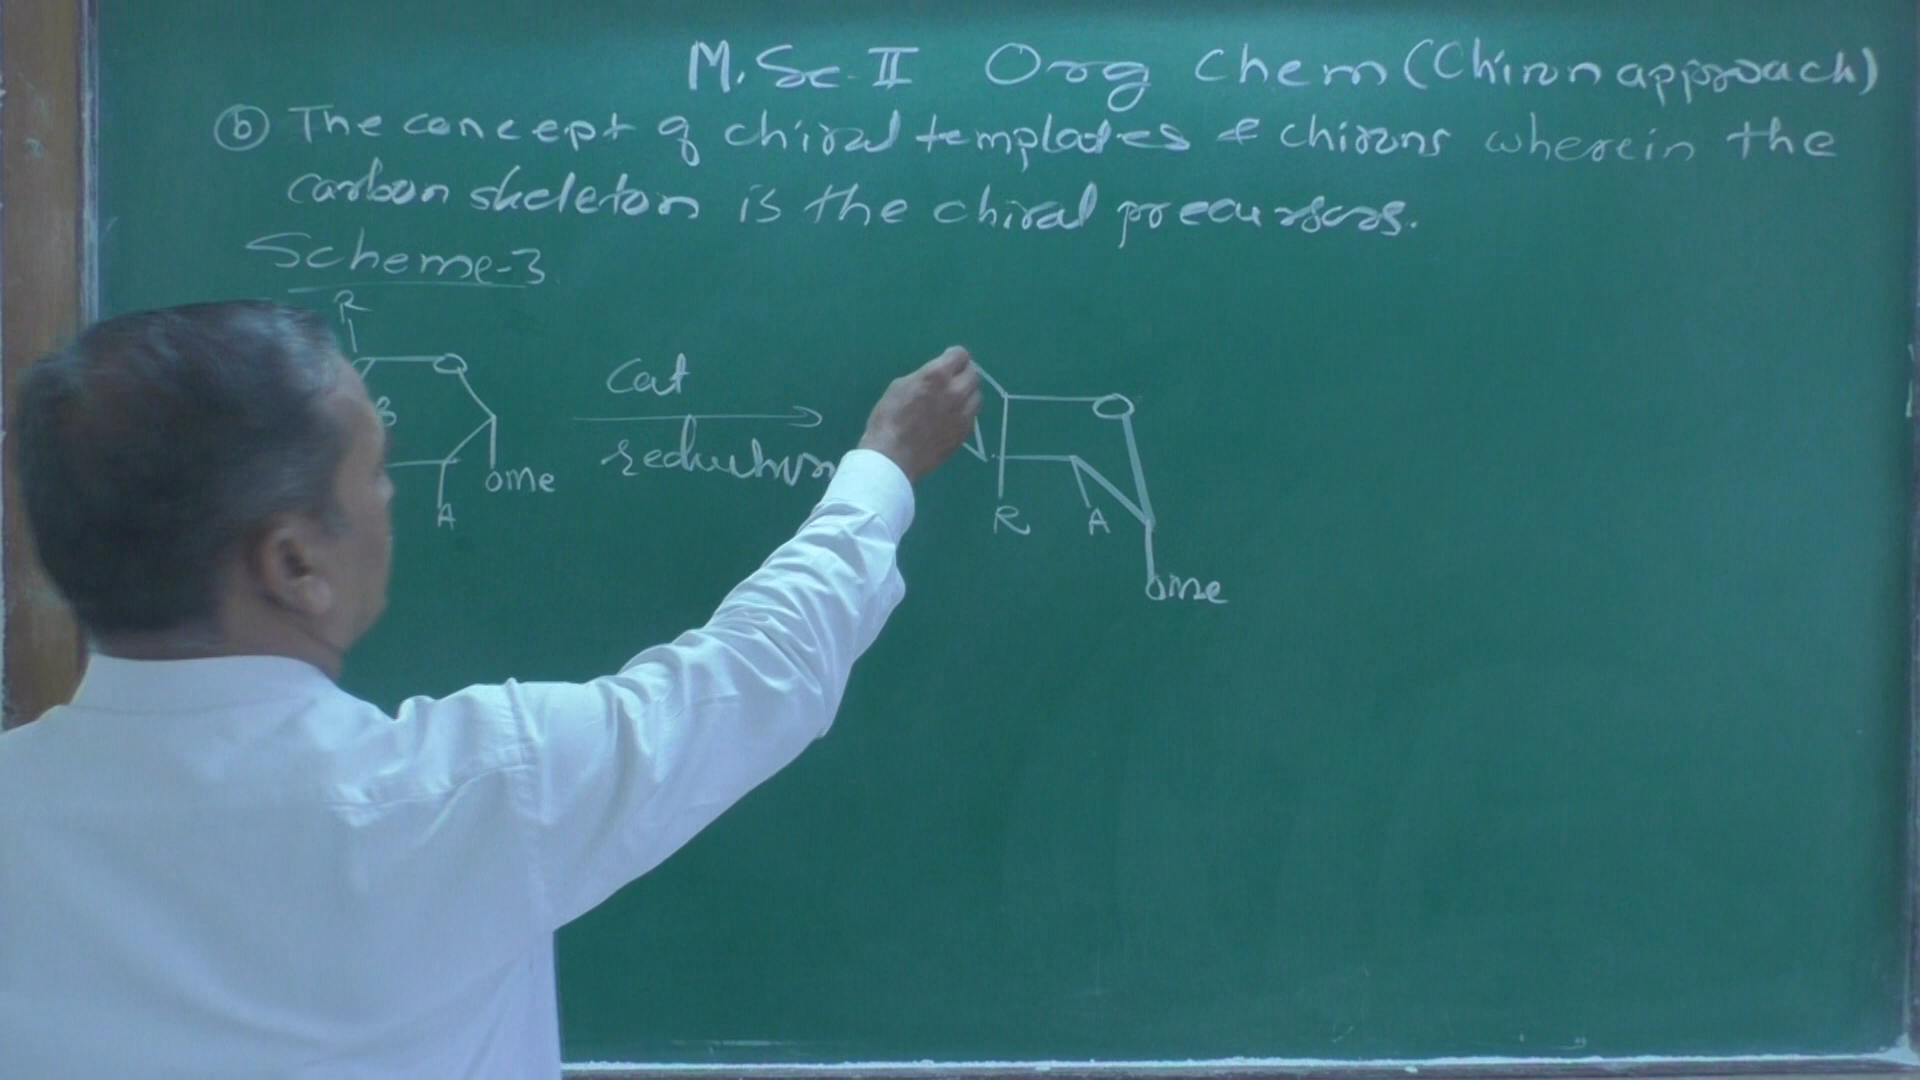 M.Sc-II Org Chem (Chiron approach)
(b) The concept of chiral templates & chirons wherein the
carbon skeleton is the chiral precursors.
Scheme-3
R
B
OMe
A
Cat
reduction
R
A
OMe